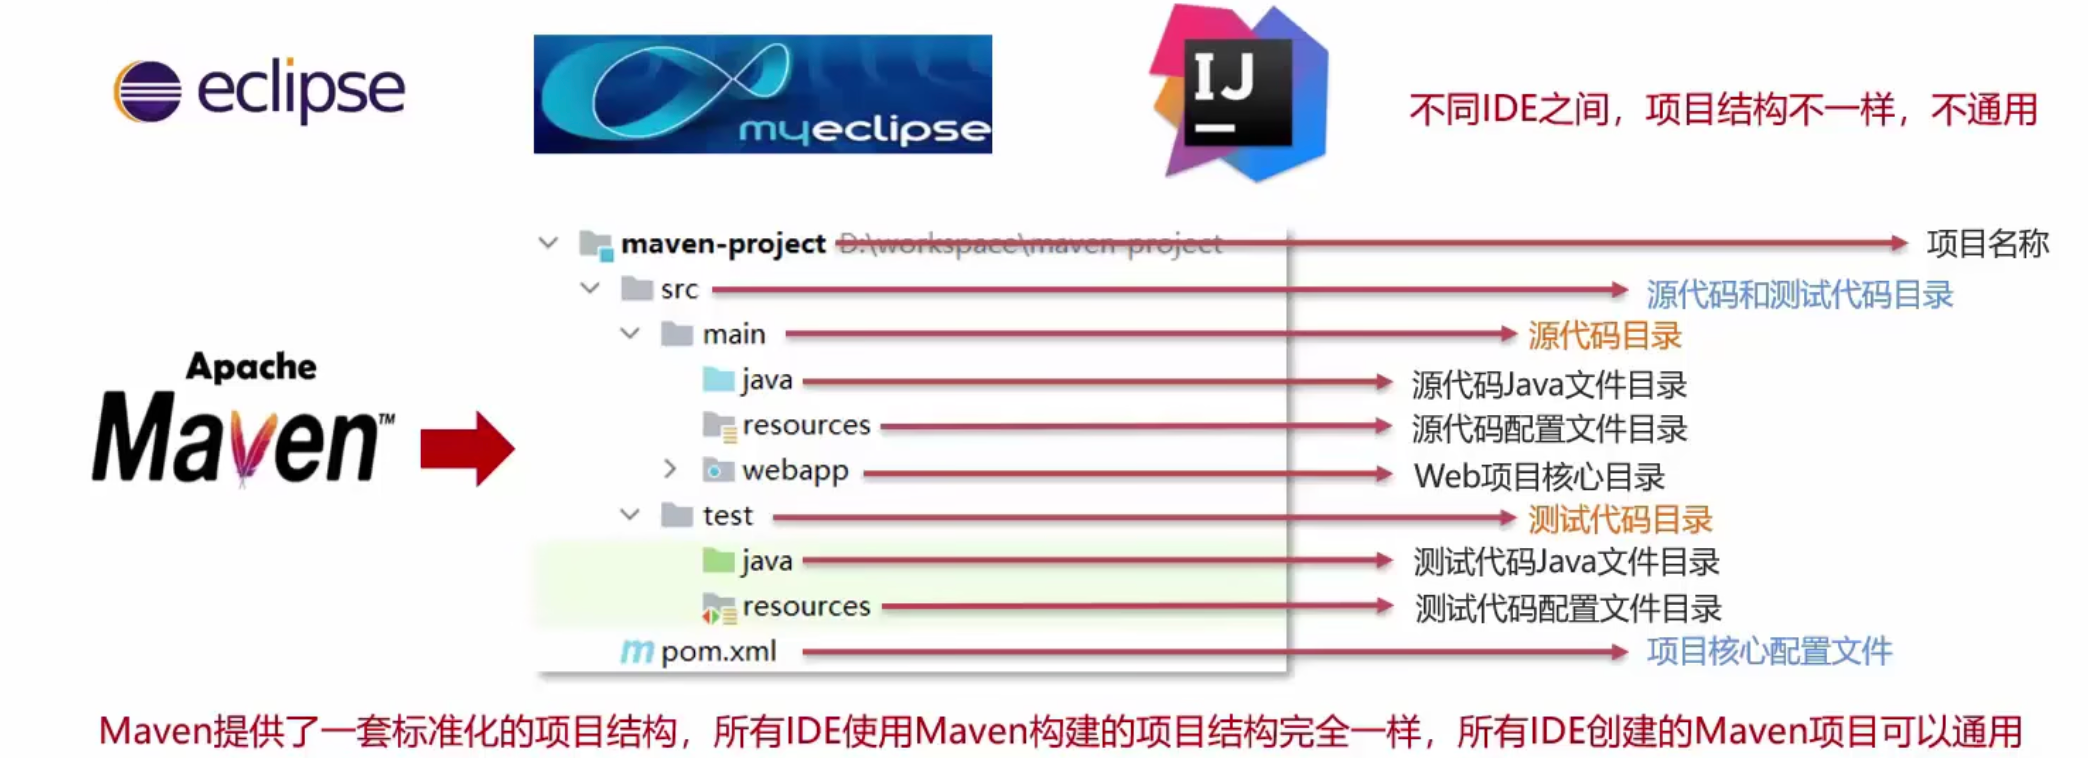 eclipse
myeclipse
IJ
不同IDE之间，项目结构不一样，不通用
maven-project D:\workspace\maven-project 项目名称
src 源代码和测试代码目录
main 源代码目录
Apache
Maven™
java 源代码Java文件目录
resources 源代码配置文件目录
webapp Web项目核心目录
test 测试代码目录
java 测试代码Java文件目录
resources 测试代码配置文件目录
m pom.xml 项目核心配置文件
Maven提供了一套标准化的项目结构，所有IDE使用Maven构建的项目结构完全一样，所有IDE创建的Maven项目可以通用